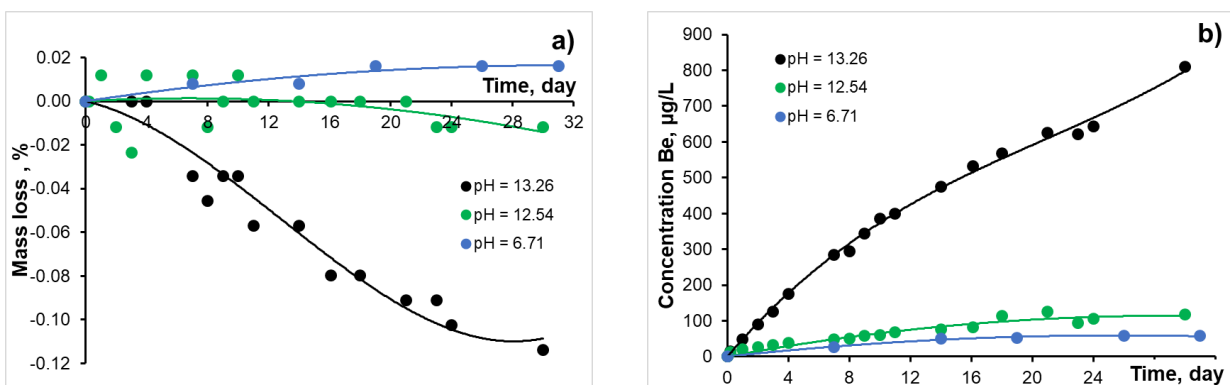 a)
0.02
Time, day
0.00
0 4 8 12 16 20 24 28 32
-0.02
-0.04
-0.06
-0.08
-0.10
-0.12
Mass loss , %
pH = 13.26
pH = 12.54
pH = 6.71
b)
900
800
700
600
500
400
300
200
100
0
Concentration Be, µg/L
pH = 13.26
pH = 12.54
pH = 6.71
0 4 8 12 16 20 24
Time, day